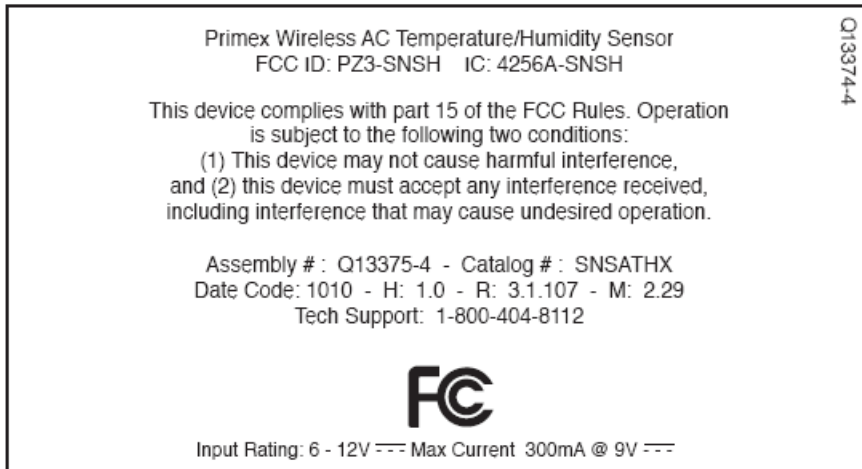 Primex Wireless AC Temperature/Humidity Sensor
FCC ID: PZ3-SNSH IC: 4256A-SNSH
Q13374-4
This device complies with part 15 of the FCC Rules. Operation
is subject to the following two conditions:
(1) This device may not cause harmful interference,
and (2) this device must accept any interference received,
including interference that may cause undesired operation.
Assembly # : Q13375-4 - Catalog # : SNSATHX
Date Code: 1010 - H: 1.0 - R: 3.1.107 - M: 2.29
Tech Support: 1-800-404-8112
FC
Input Rating: 6 - 12V ⎓ Max Current 300mA @ 9V ⎓